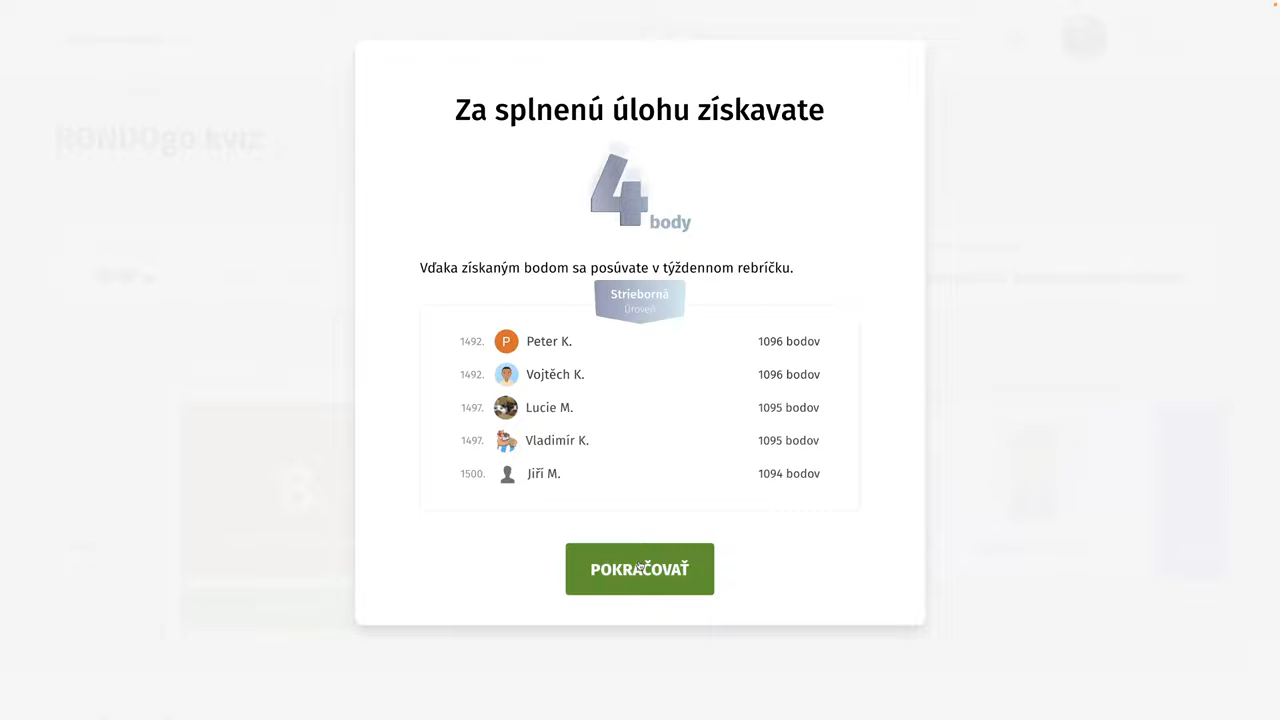 Za splnenú úlohu získavate
4 body
Vďaka získaným bodom sa posúvate v týždennom rebríčku.
Strieborná
Úroveň
1492. P Peter K. 1096 bodov
1492. Vojtěch K. 1096 bodov
1497. Lucie M. 1095 bodov
1497. Vladimír K. 1095 bodov
1500. Jiří M. 1094 bodov
POKRAČOVAŤ